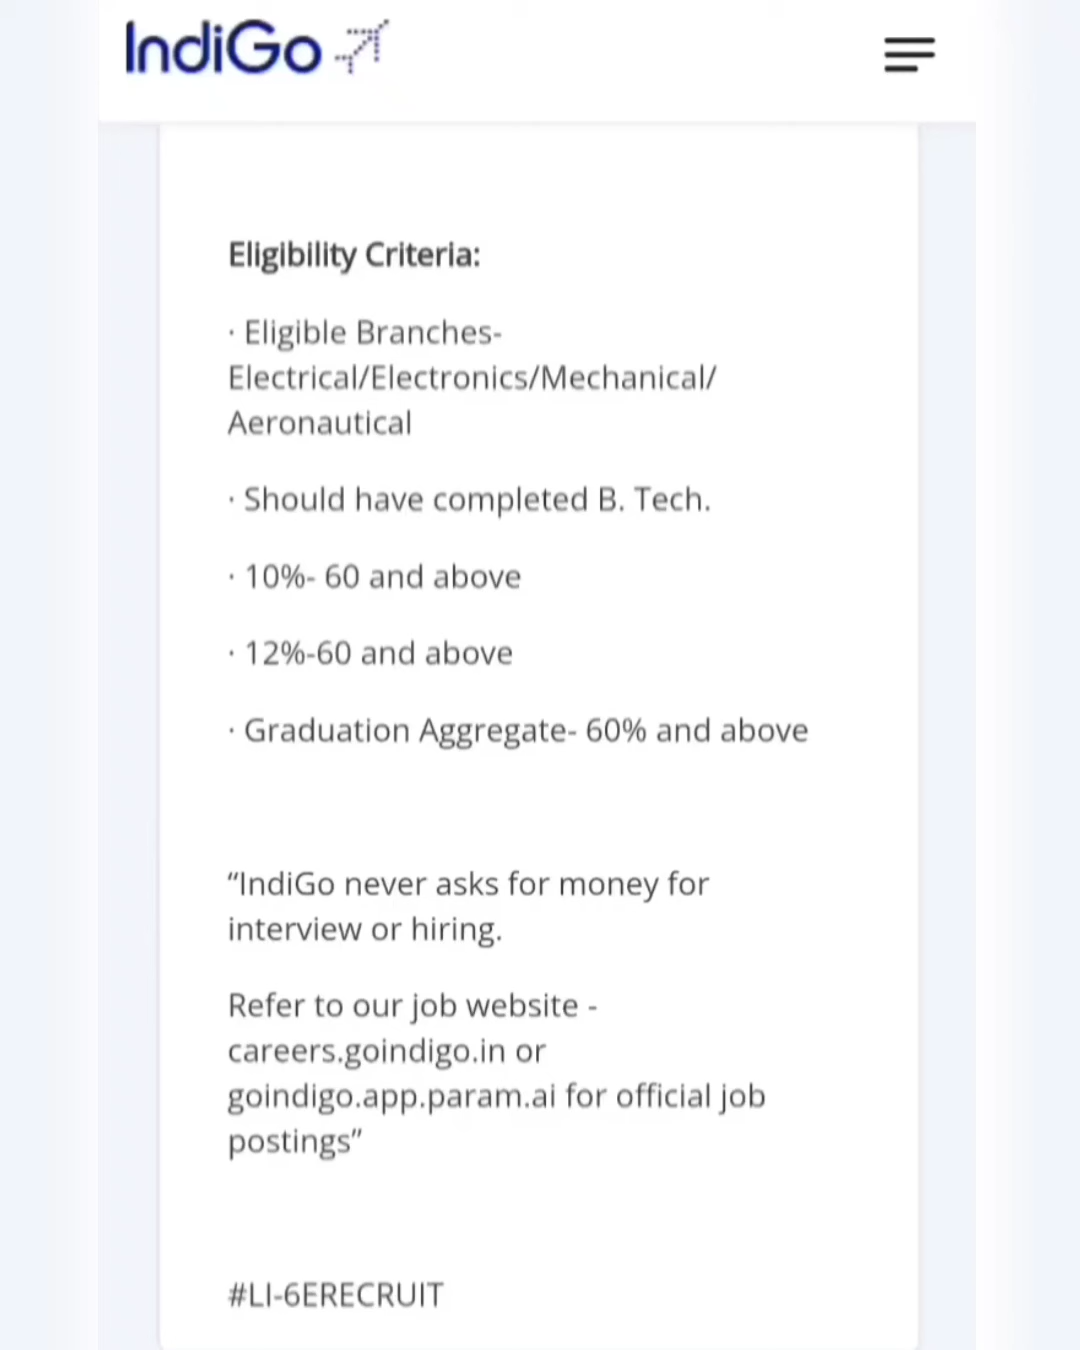 IndiGo
Eligibility Criteria:
· Eligible Branches-
Electrical/Electronics/Mechanical/
Aeronautical
· Should have completed B. Tech.
· 10%- 60 and above
· 12%-60 and above
· Graduation Aggregate- 60% and above
“IndiGo never asks for money for
interview or hiring.
Refer to our job website -
careers.goindigo.in or
goindigo.app.param.ai for official job
postings”
#LI-6ERECRUIT